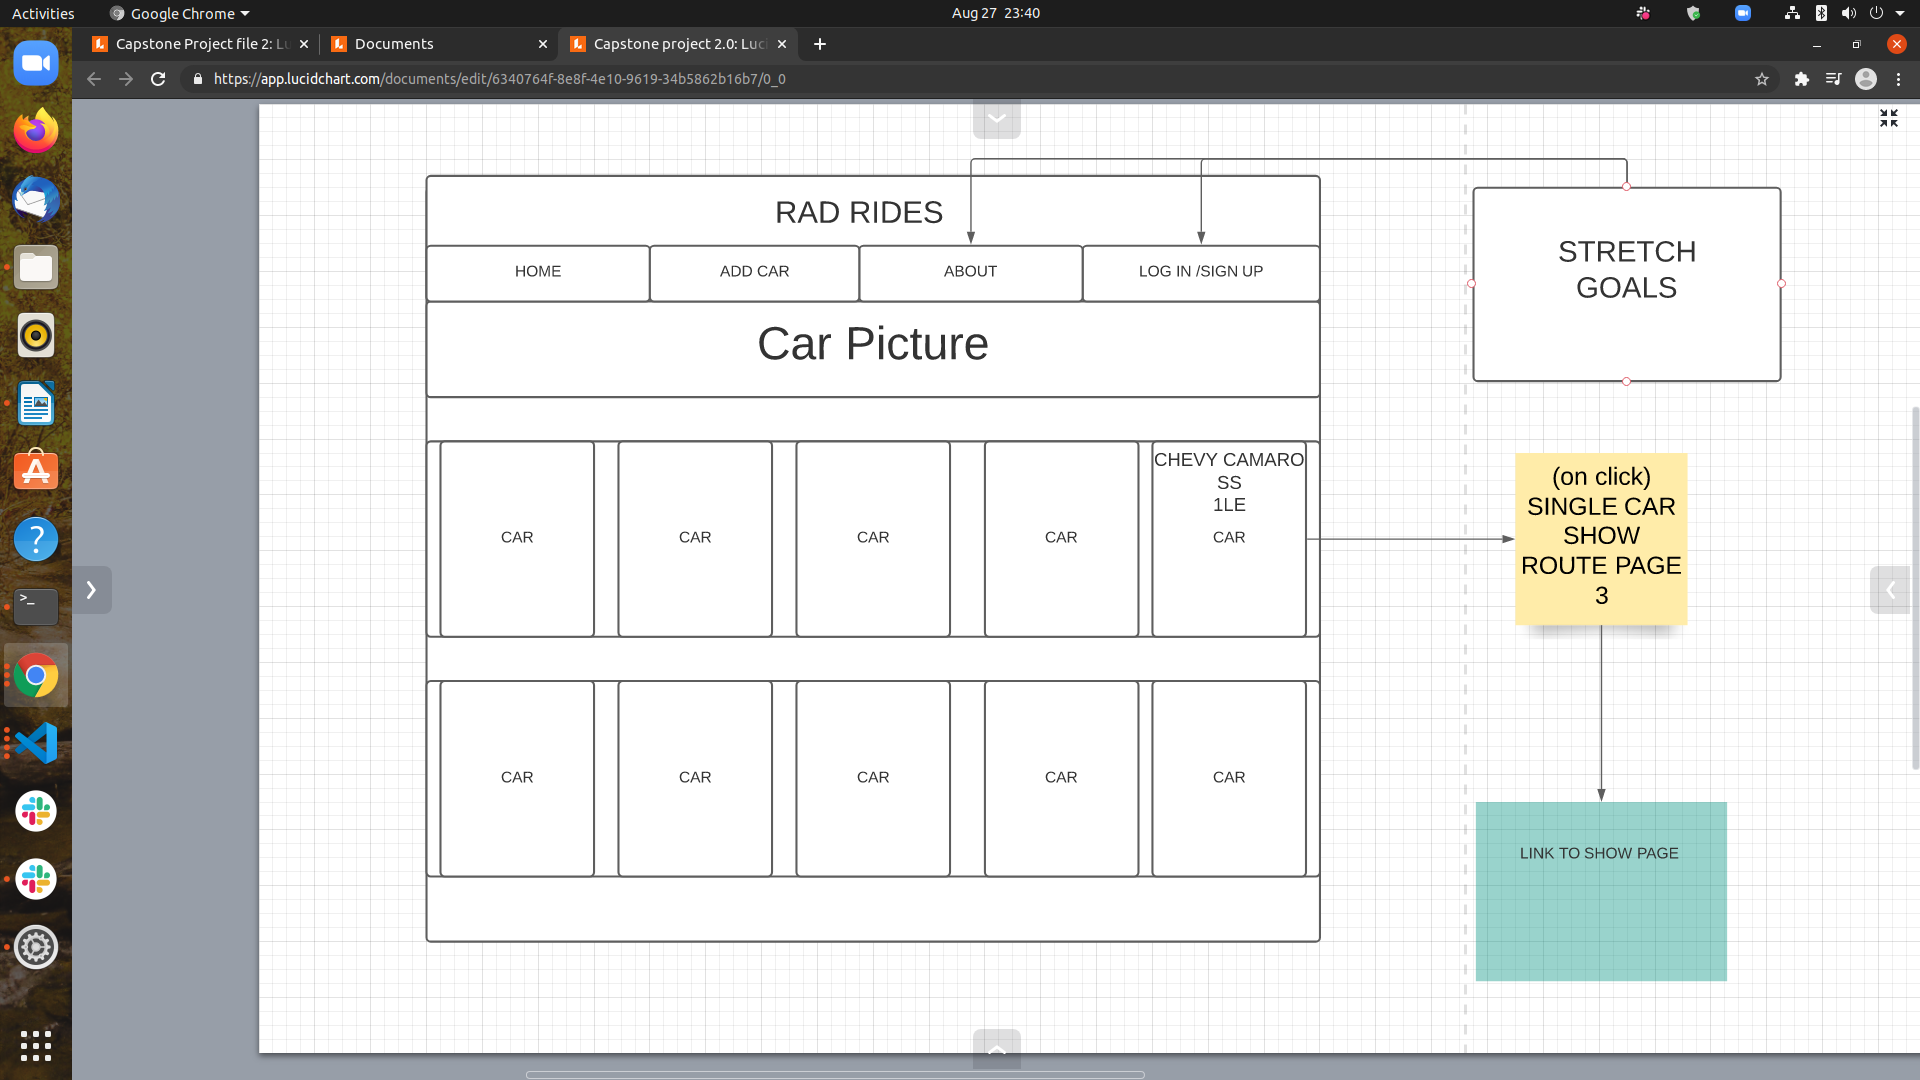 Activities
Google Chrome
Aug 27 23:40
Capstone Project file 2: Lu
Documents
Capstone project 2.0: Luci
https://app.lucidchart.com/documents/edit/6340764f-8e8f-4e10-9619-34b5862b16b7/0_0
RAD RIDES
HOME
ADD CAR
ABOUT
LOG IN /SIGN UP
Car Picture
STRETCH
GOALS
CHEVY CAMARO
SS
1LE
CAR
CAR
CAR
CAR
CAR
(on click)
SINGLE CAR
SHOW
ROUTE PAGE
3
CAR
CAR
CAR
CAR
CAR
LINK TO SHOW PAGE